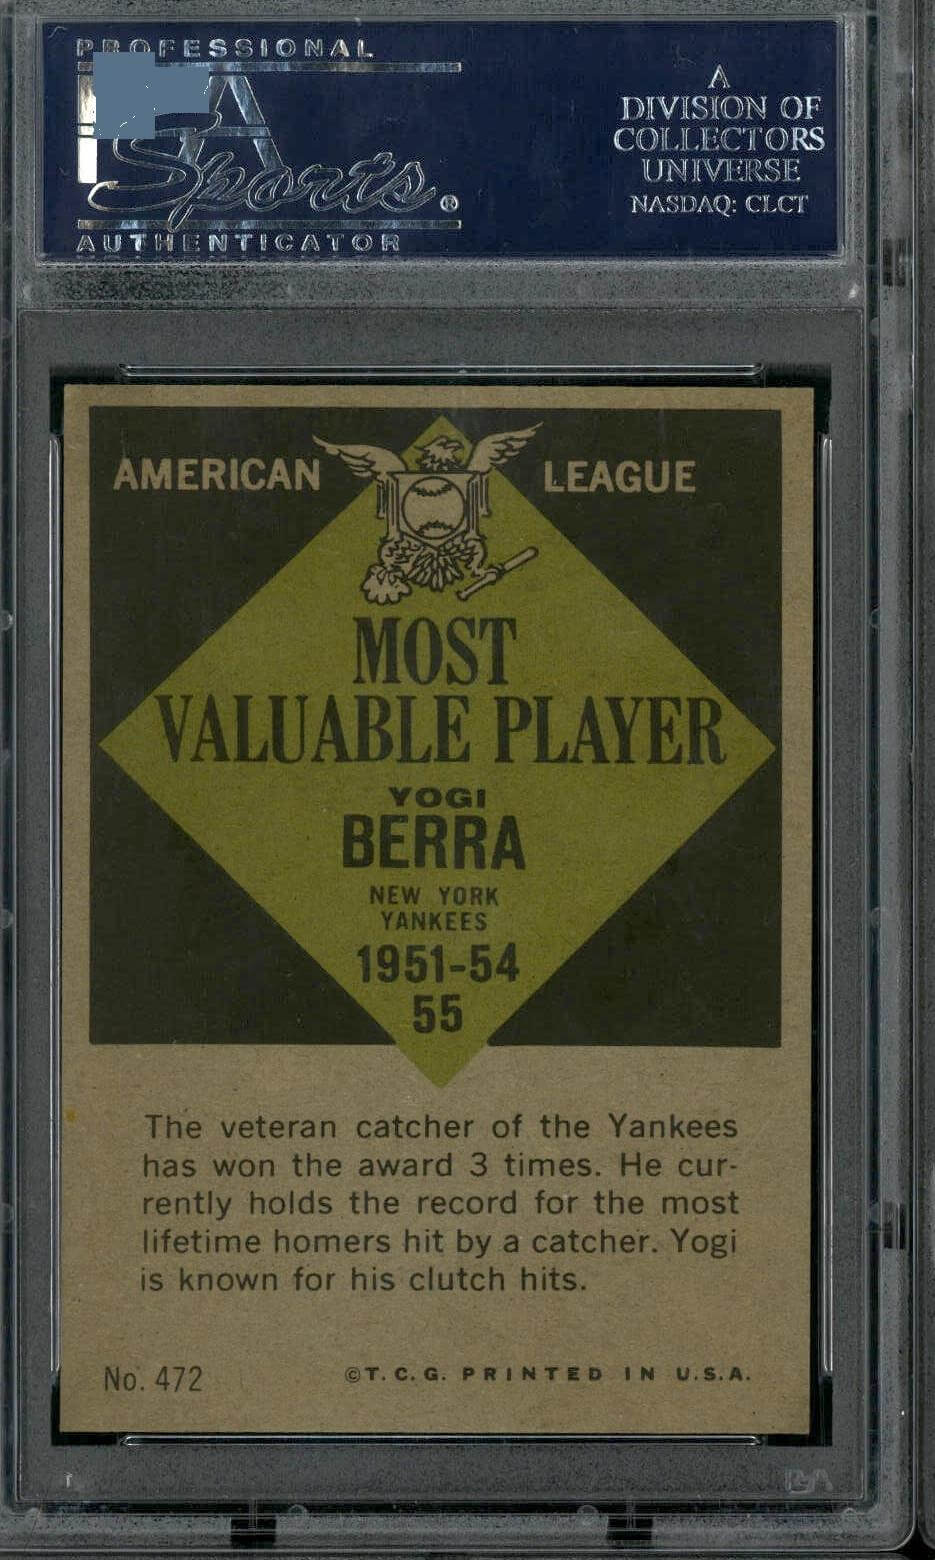 PROFESSIONAL
Sports®
AUTHENTICATOR
A
DIVISION OF
COLLECTORS
UNIVERSE
NASDAQ: CLCT
AMERICAN LEAGUE
MOST
VALUABLE PLAYER
YOGI
BERRA
NEW YORK
YANKEES
1951-54
55
The veteran catcher of the Yankees
has won the award 3 times. He cur-
rently holds the record for the most
lifetime homers hit by a catcher. Yogi
is known for his clutch hits.
No. 472 ©T.C.G. PRINTED IN U.S.A.